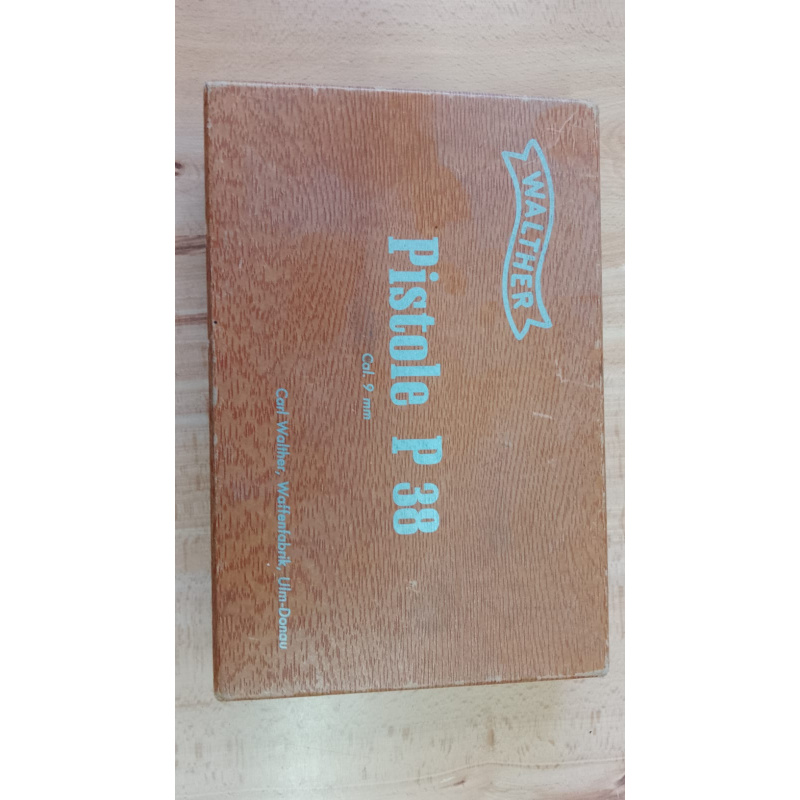 WALTHER
Pistole P 38
Cal. 9 mm
Carl Walther, Waffenfabrik, Ulm-Donau